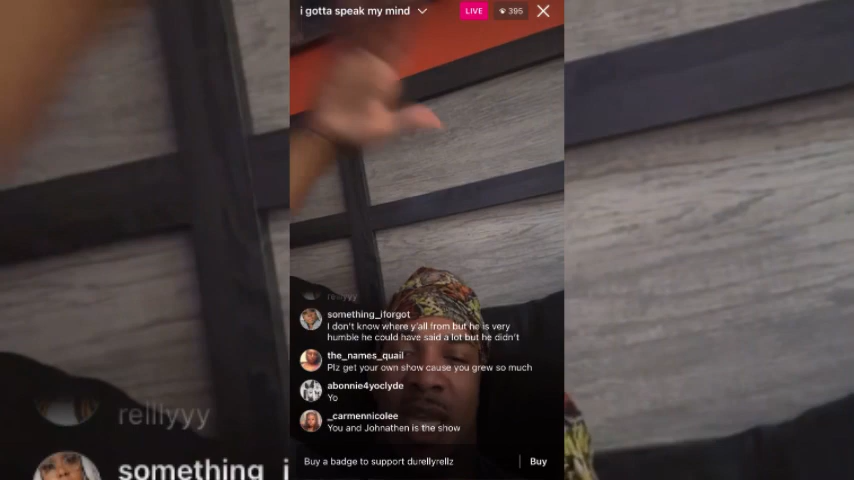 i gotta speak my mind
LIVE
395
relllyyy
something_iforgot
I don't know where y'all from but he is very
humble he could have said a lot but he didn't
the_names_quail
Plz get your own show cause you grew so much
abonnie4yoclyde
Yo
_carmennicolee
You and Johnathen is the show
Buy a badge to support durellyrellz
Buy
relllyyy
something_i